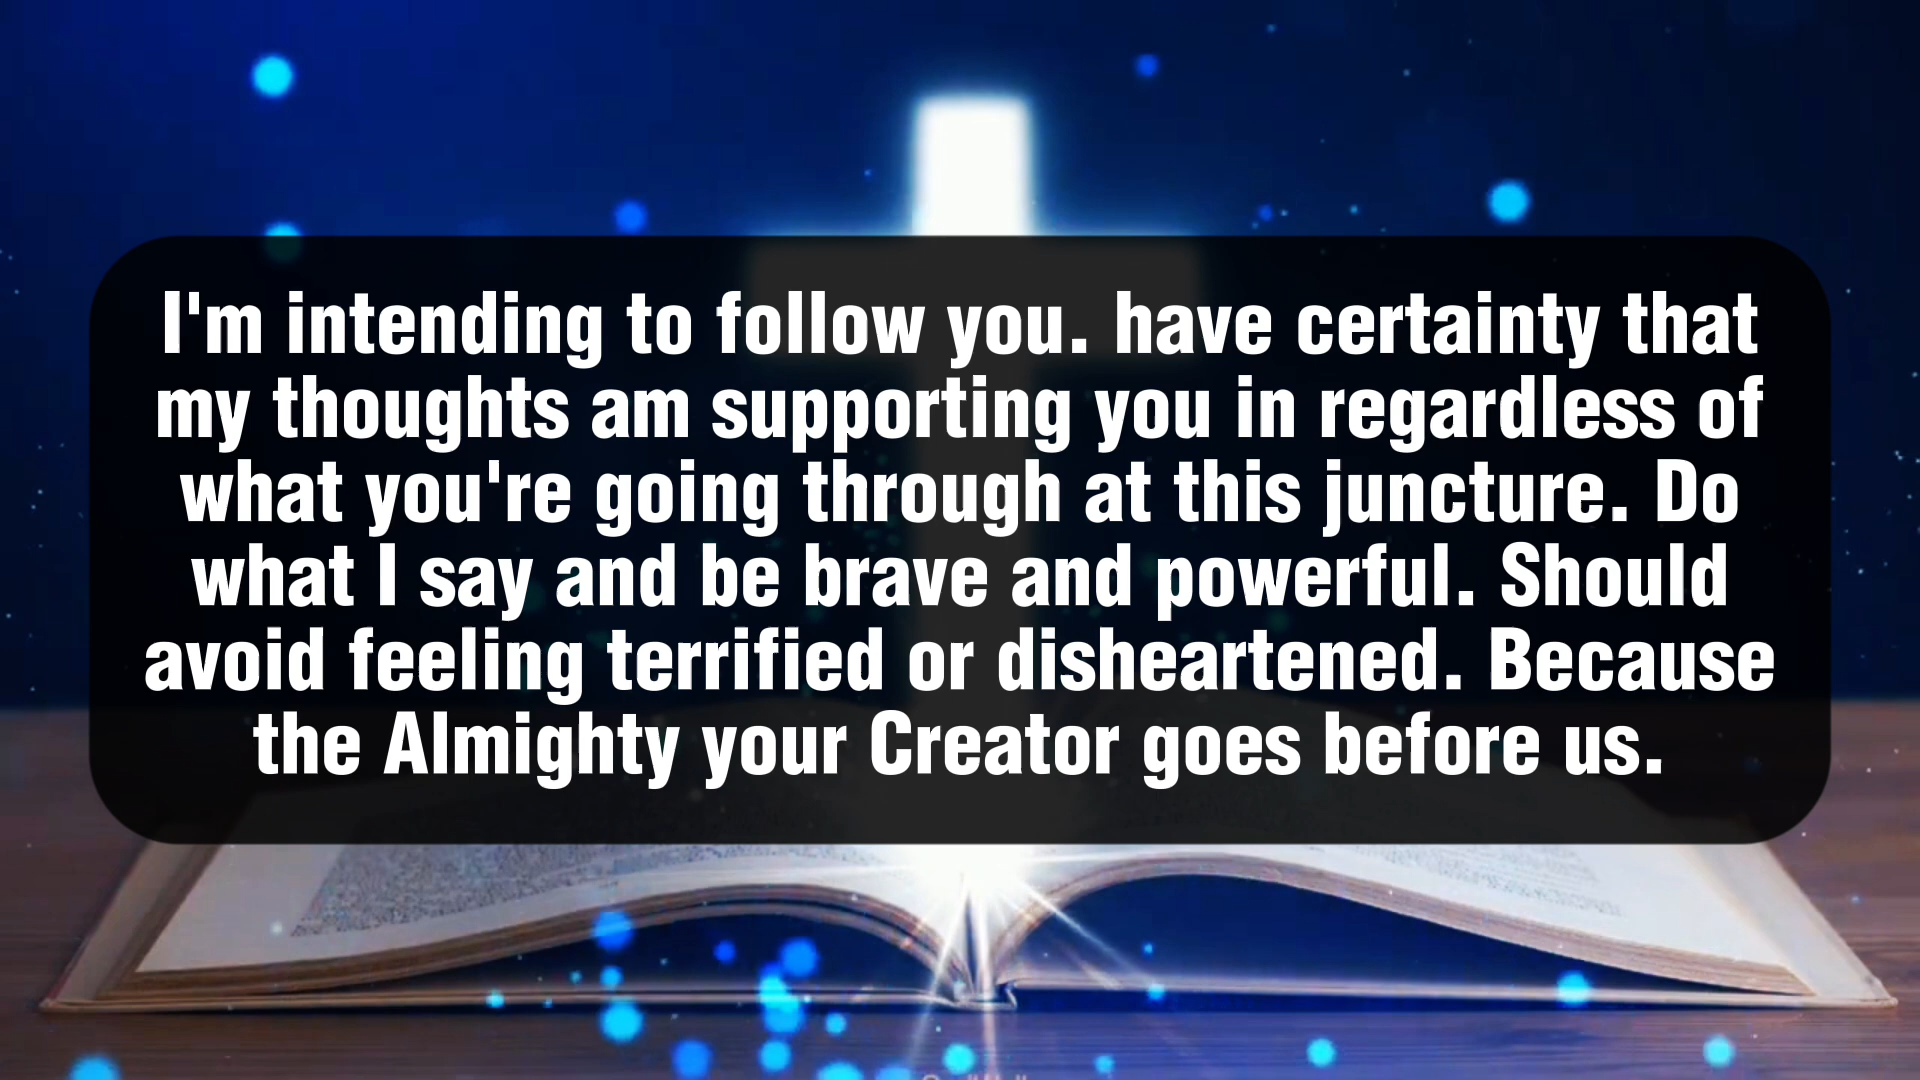 I'm intending to follow you. have certainty that
my thoughts am supporting you in regardless of
what you're going through at this juncture. Do
what I say and be brave and powerful. Should
avoid feeling terrified or disheartened. Because
the Almighty your Creator goes before us.